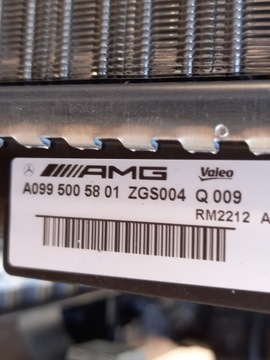 AMG Valeo
A099 500 58 01 ZGS004 Q 009
RM2212 A